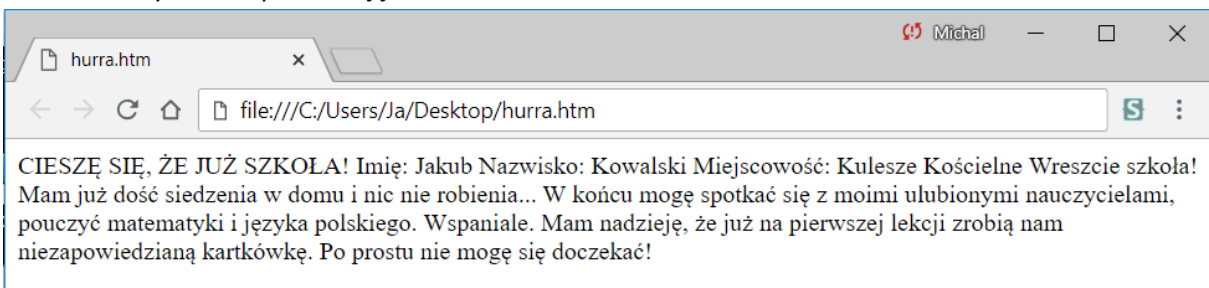 Michal
hurra.htm
file:///C:/Users/Ja/Desktop/hurra.htm
S
CIESZĘ SIĘ, ŻE JUŻ SZKOŁA! Imię: Jakub Nazwisko: Kowalski Miejscowość: Kulesze Kościelne Wreszcie szkoła!
Mam już dość siedzenia w domu i nic nie robienia... W końcu mogę spotkać się z moimi ulubionymi nauczycielami,
pouczyć matematyki i języka polskiego. Wspaniale. Mam nadzieję, że już na pierwszej lekcji zrobią nam
niezapowiedzianą kartkówkę. Po prostu nie mogę się doczekać!